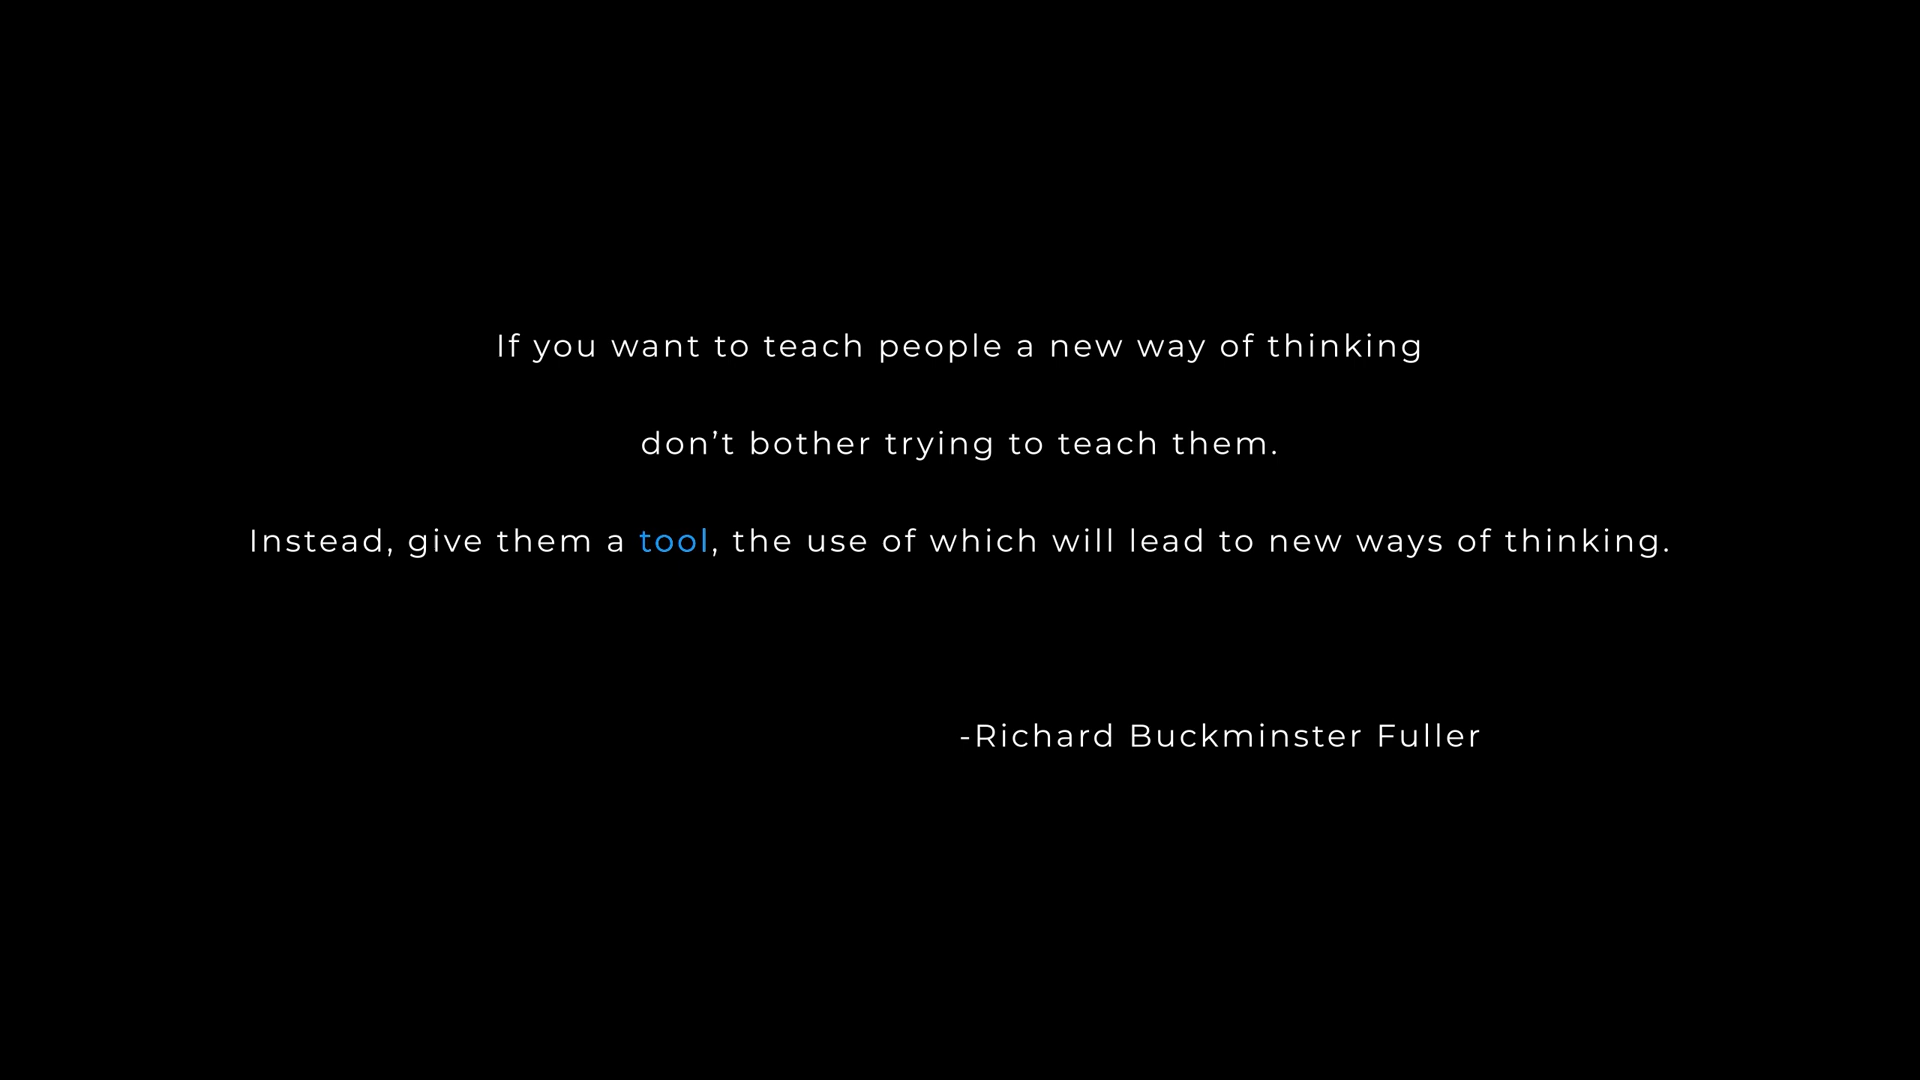 If you want to teach people a new way of thinking
don’t bother trying to teach them.
Instead, give them a tool, the use of which will lead to new ways of thinking.
-Richard Buckminster Fuller